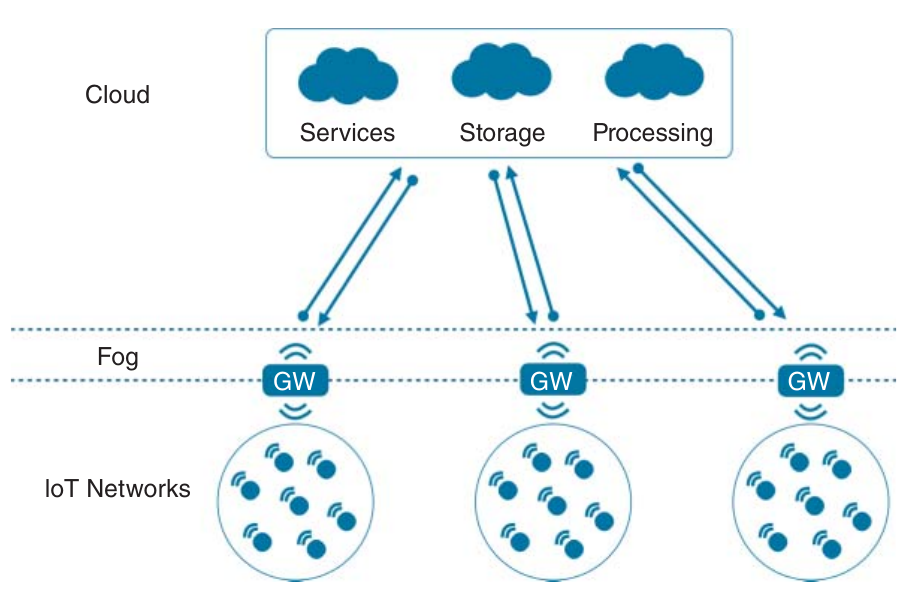 Cloud
Services
Storage
Processing
Fog
GW
GW
GW
IoT Networks